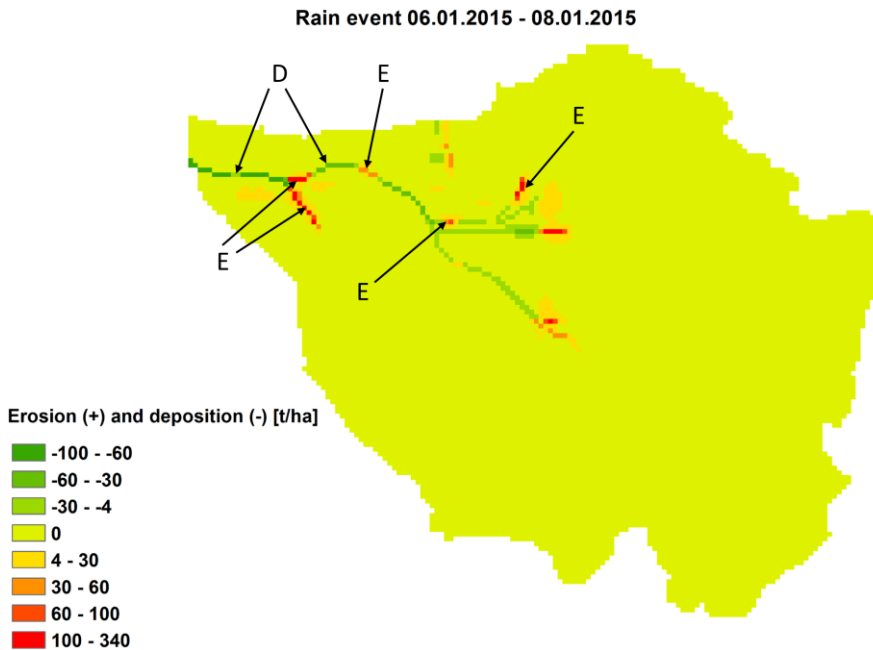 Rain event 06.01.2015 - 08.01.2015
D
E
E
E
E
Erosion (+) and deposition (-) [t/ha]
-100 - -60
-60 - -30
-30 - -4
0
4 - 30
30 - 60
60 - 100
100 - 340